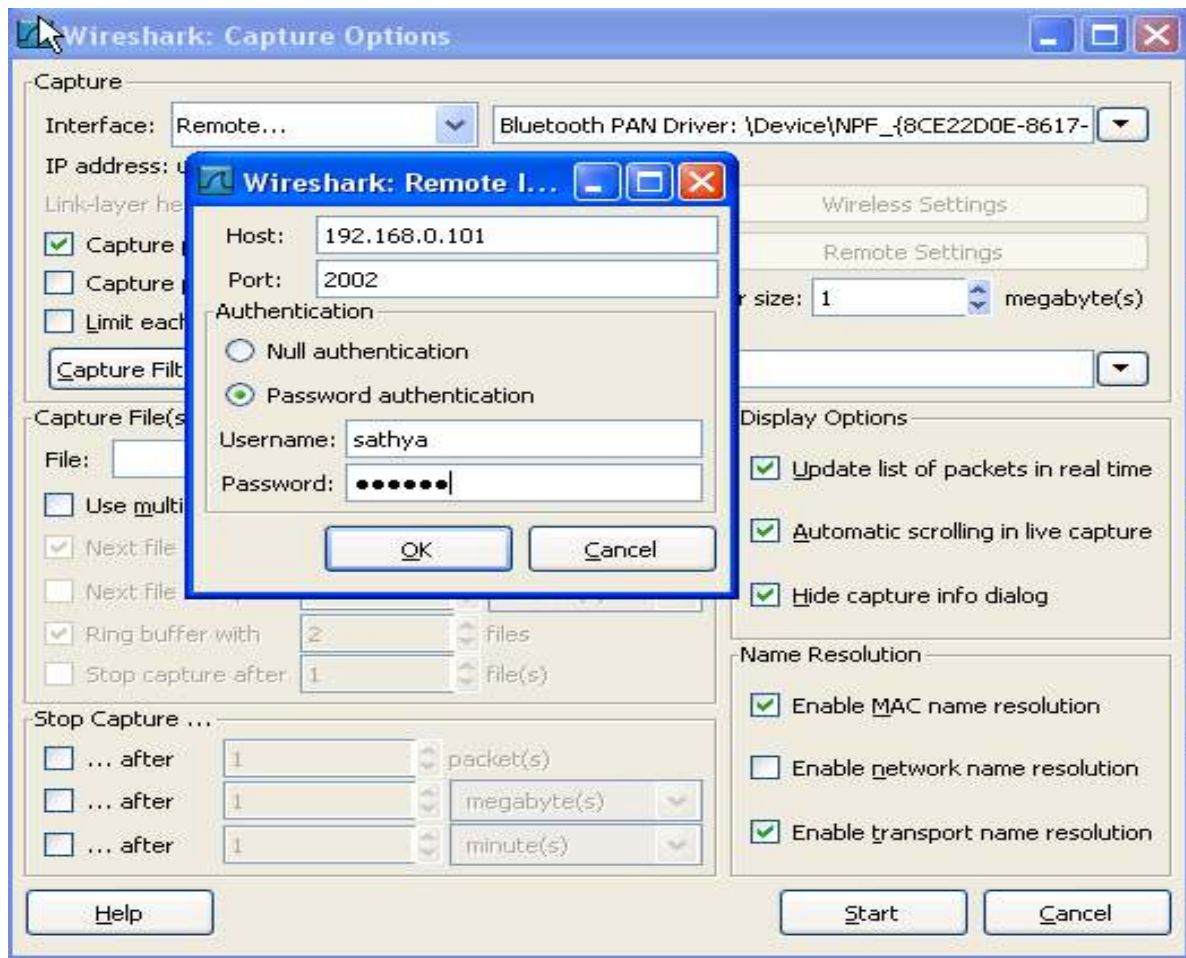 Wireshark: Capture Options
Capture
Interface: Remote... Bluetooth PAN Driver: \Device\NPF_{8CE22D0E-8617-
IP address:
Link-layer
Wireless Settings
Capture
Remote Settings
Capture
size: 1 megabyte(s)
Limit each
Capture
Wireshark: Remote I...
Host: 192.168.0.101
Port: 2002
Authentication
Null authentication
Password authentication
Username: sathya
Password: ●●●●●●
OK Cancel
Capture File(s
File:
Use
Next file
Next file
Ring buffer with 2 files
Stop capture after 1 file(s)
Stop Capture ...
... after 1 packet(s)
... after 1 megabyte(s)
... after 1 minute(s)
Display Options
Update list of packets in real time
Automatic scrolling in live capture
Hide capture info dialog
Name Resolution
Enable MAC name resolution
Enable network name resolution
Enable transport name resolution
Help Start Cancel